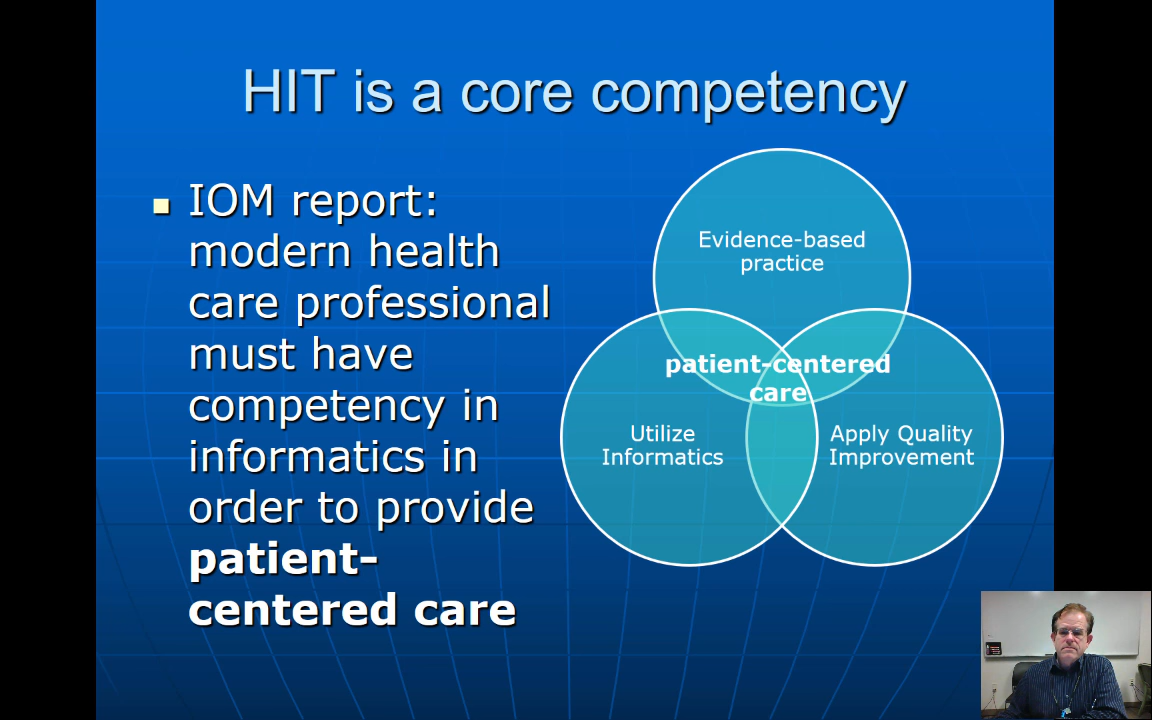 HIT is a core competency
IOM report:
modern health
care professional
must have
competency in
informatics in
order to provide
patient-
centered care
Evidence-based
practice
patient-centered
care
Utilize
Informatics
Apply Quality
Improvement